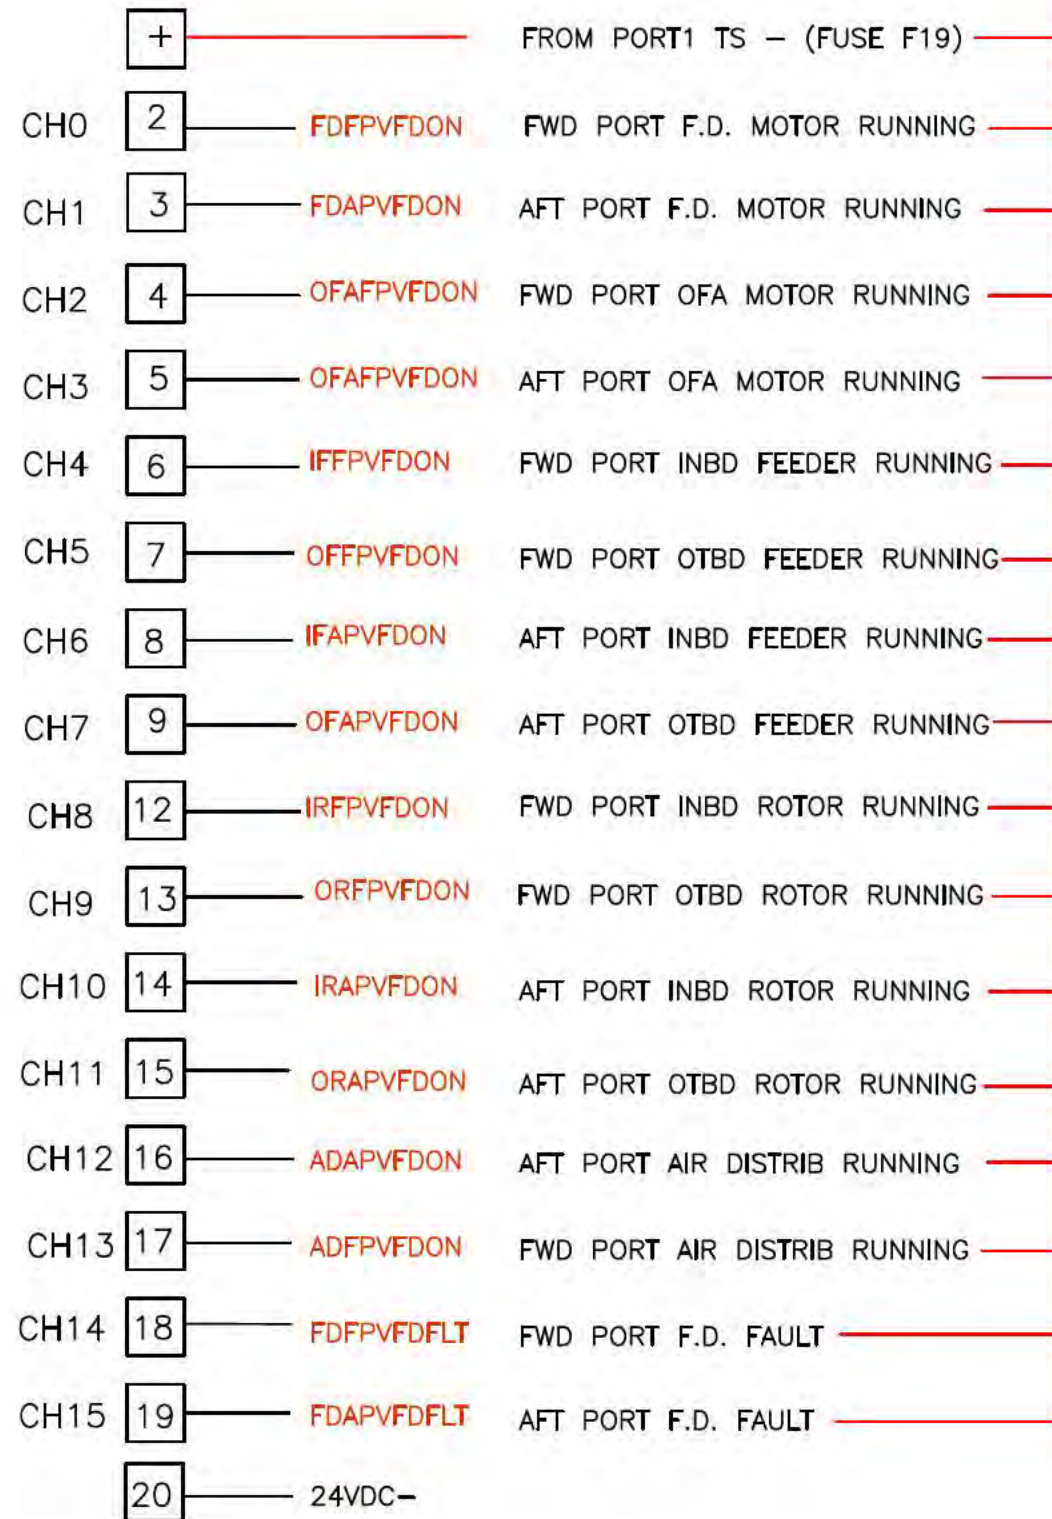 + FROM PORT1 TS – (FUSE F19)
CH0 2 FDFPVFDON FWD PORT F.D. MOTOR RUNNING
CH1 3 FDAPVFDON AFT PORT F.D. MOTOR RUNNING
CH2 4 OFAFPVFDON FWD PORT OFA MOTOR RUNNING
CH3 5 OFAFPVFDON AFT PORT OFA MOTOR RUNNING
CH4 6 IFFPVFDON FWD PORT INBD FEEDER RUNNING
CH5 7 OFFPVFDON FWD PORT OTBD FEEDER RUNNING
CH6 8 IFAPVFDON AFT PORT INBD FEEDER RUNNING
CH7 9 OFAPVFDON AFT PORT OTBD FEEDER RUNNING
CH8 12 IRFPVFDON FWD PORT INBD ROTOR RUNNING
CH9 13 ORFPVFDON FWD PORT OTBD ROTOR RUNNING
CH10 14 IRAPVFDON AFT PORT INBD ROTOR RUNNING
CH11 15 ORAPVFDON AFT PORT OTBD ROTOR RUNNING
CH12 16 ADAPVFDON AFT PORT AIR DISTRIB RUNNING
CH13 17 ADFPVFDON FWD PORT AIR DISTRIB RUNNING
CH14 18 FDFPVFDFLT FWD PORT F.D. FAULT
CH15 19 FDAPVFDFLT AFT PORT F.D. FAULT
20 24VDC–